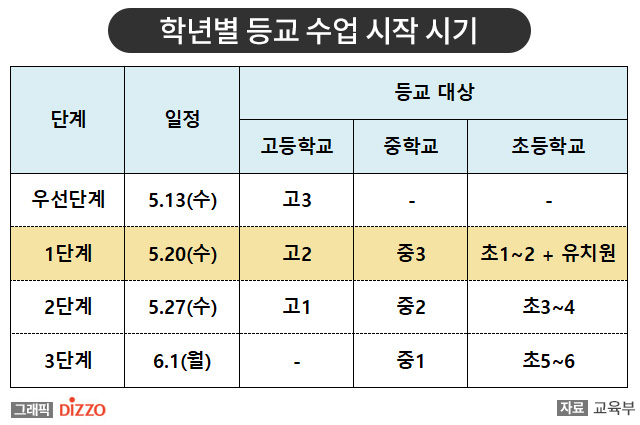 학년별 등교 수업 시작 시기
단계 일정 등교 대상
고등학교 중학교 초등학교
우선단계 5.13(수) 고3 - -
1단계 5.20(수) 고2 중3 초1~2 + 유치원
2단계 5.27(수) 고1 중2 초3~4
3단계 6.1(월) - 중1 초5~6
그래픽 DIZZO 자료 교육부